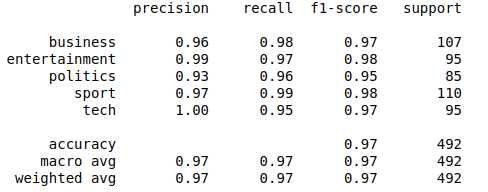 precision recall f1-score support
business 0.96 0.98 0.97 107
entertainment 0.99 0.97 0.98 95
politics 0.93 0.96 0.95 85
sport 0.97 0.99 0.98 110
tech 1.00 0.95 0.97 95
accuracy 0.97 492
macro avg 0.97 0.97 0.97 492
weighted avg 0.97 0.97 0.97 492